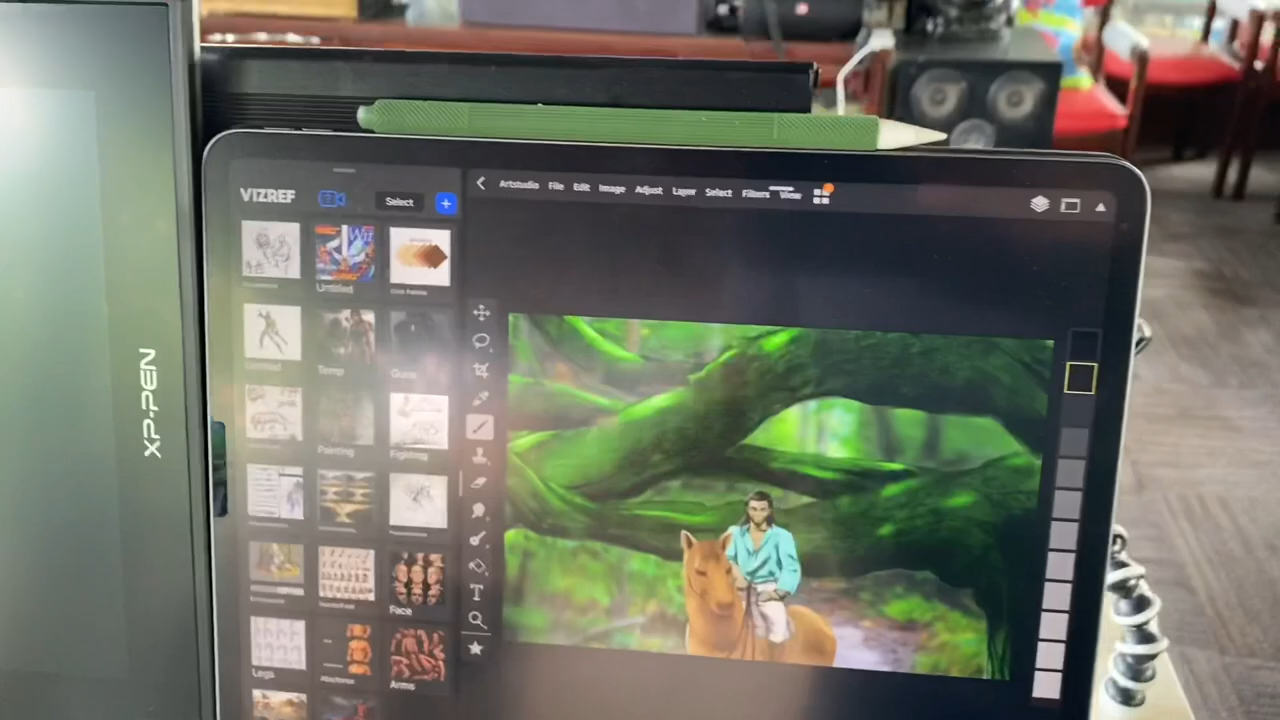 XP-PEN
VIZREF
Select
+
Artstudio File Edit Image Adjust Layer Select Filters View
Untitled
Untitled
Temp
Guns
Painting
Fighting
Face
Legs
Arms
T